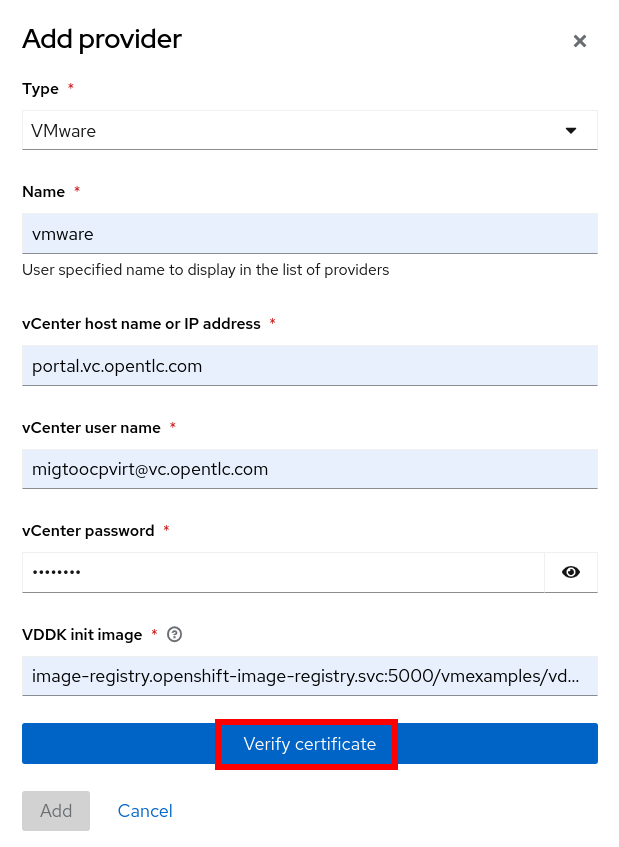 Add provider
Type *
VMware
Name *
vmware
User specified name to display in the list of providers
vCenter host name or IP address *
portal.vc.opentlc.com
vCenter user name *
migtoocpvirt@vc.opentlc.com
vCenter password *
••••••••
VDDK init image *
image-registry.openshift-image-registry.svc:5000/vmexamples/vd...
Verify certificate
Add Cancel